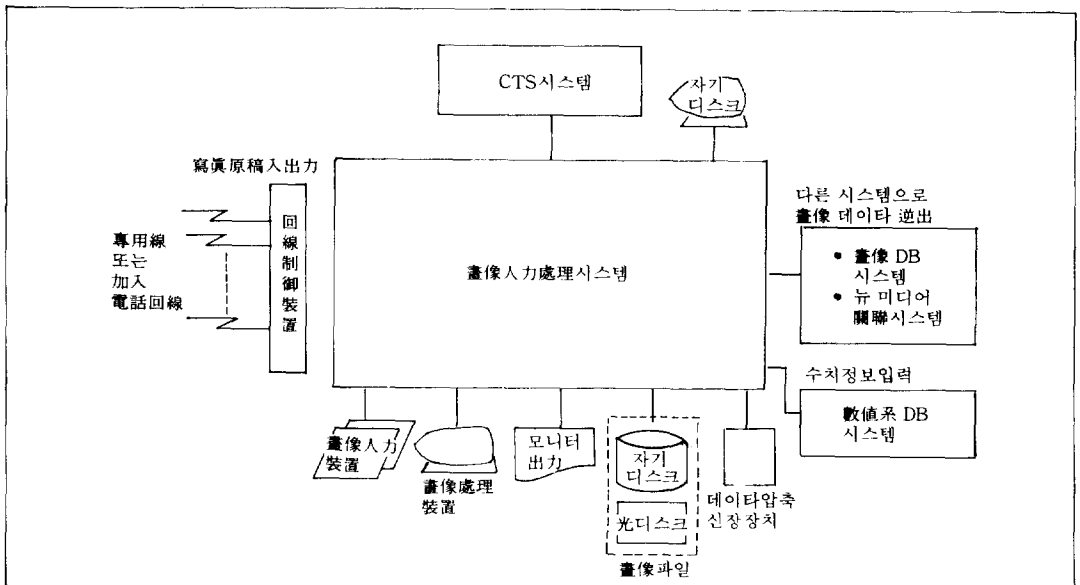 CTS시스템
자기
디스크
寫眞原稿入出力
專用線
또는
加入
電話回線
回
線
制
御
裝
置
畫像人力處理시스템
다른 시스템으로
畫像 데이타 逆出
• 畫像 DB
시스템
• 뉴 미디어
關聯시스템
수치정보입력
數値系 DB
시스템
畫像人力
裝置
畫像處理
裝置
모니터
出力
자기
디스크
光디스크
畫像파일
데이타압축
신장장치